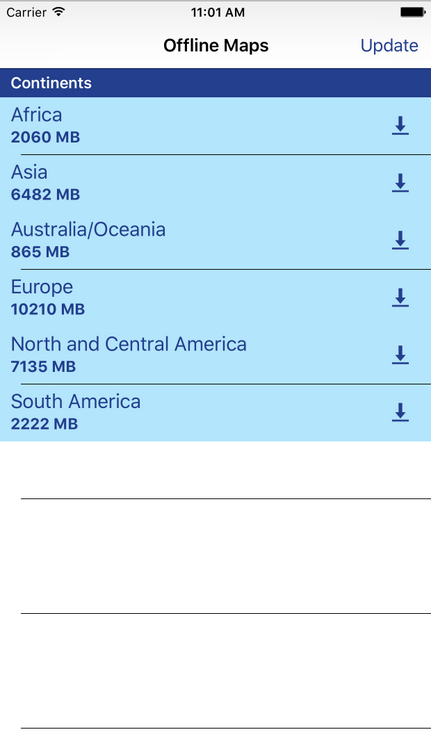 Carrier 11:01 AM
Offline Maps Update
Continents
Africa
2060 MB
Asia
6482 MB
Australia/Oceania
865 MB
Europe
10210 MB
North and Central America
7135 MB
South America
2222 MB